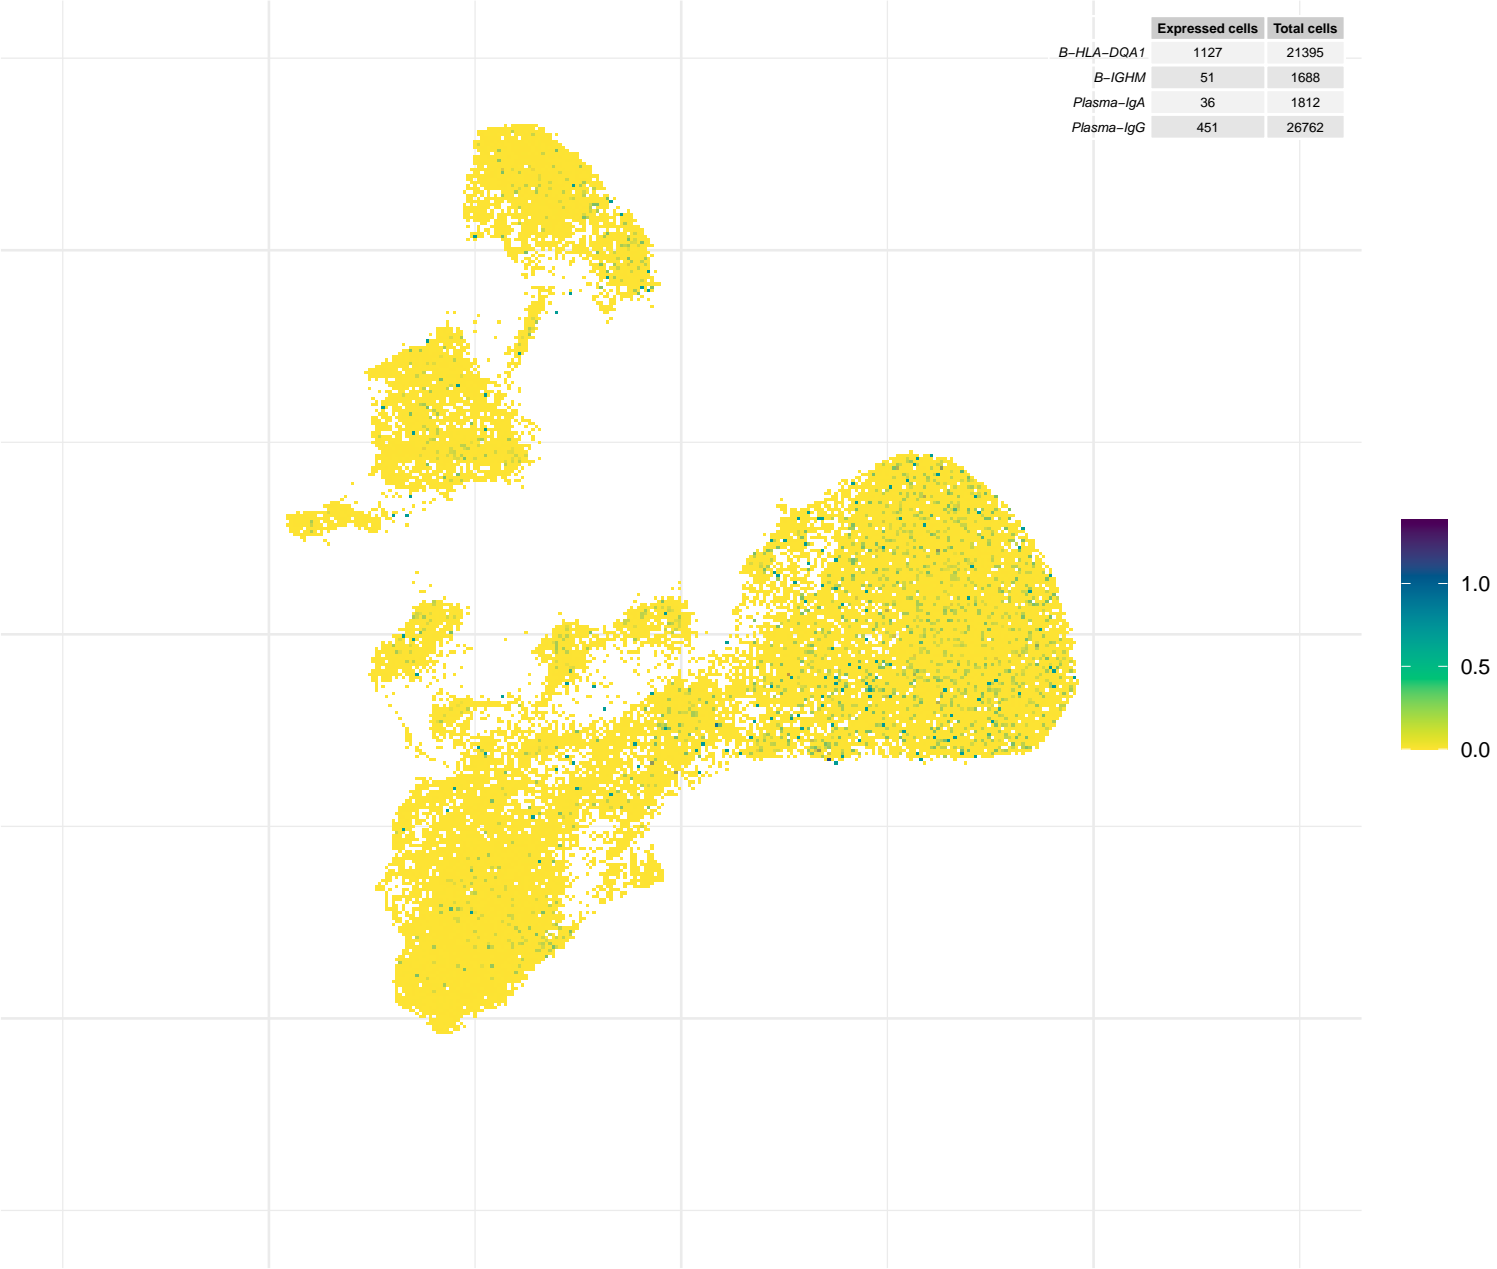 Expressed cells Total cells
B−HLA−DQA1 1127 21395
B−IGHM 51 1688
Plasma−IgA 36 1812
Plasma−IgG 451 26762
1.0
0.5
0.0